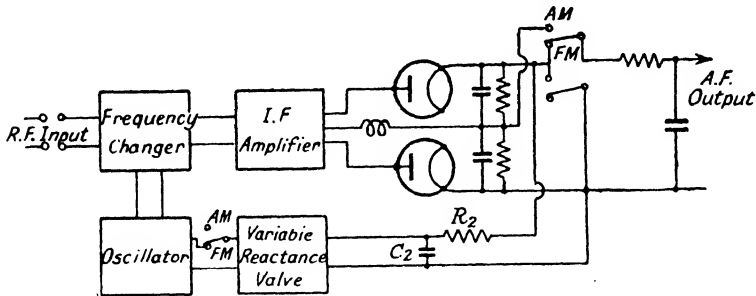 AM
FM
A.F.
Output
R.F. Input
Frequency
Changer
I.F
Amplifier
Oscillator
AM
FM
Variable
Reactance
Valve
R2
C2